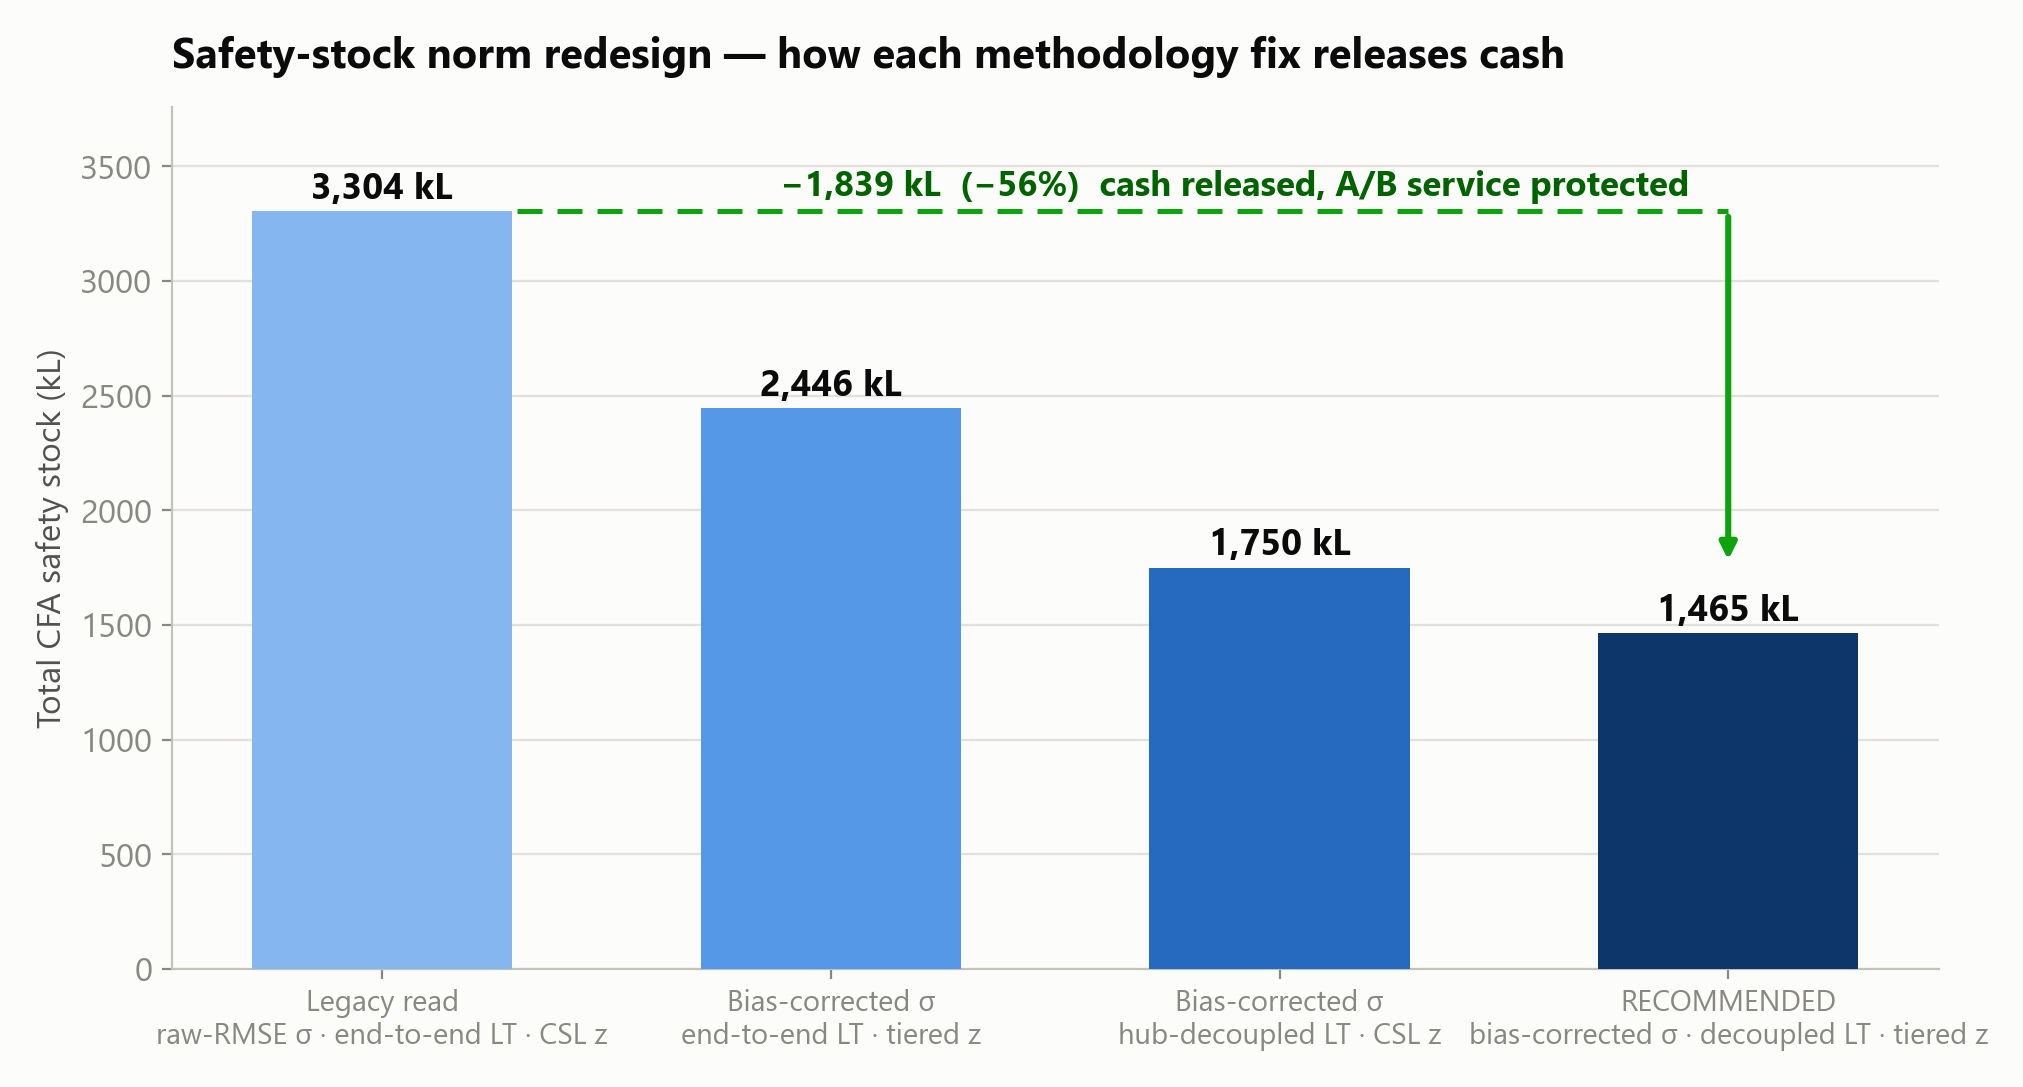 Safety-stock norm redesign — how each methodology fix releases cash
Total CFA safety stock (kL)
3500
3000
2500
2000
1500
1000
500
0
3,304 kL
−1,839 kL (−56%) cash released, A/B service protected
2,446 kL
1,750 kL
1,465 kL
Legacy read
raw-RMSE σ · end-to-end LT · CSL z
Bias-corrected σ
end-to-end LT · tiered z
Bias-corrected σ
hub-decoupled LT · CSL z
RECOMMENDED
bias-corrected σ · decoupled LT · tiered z